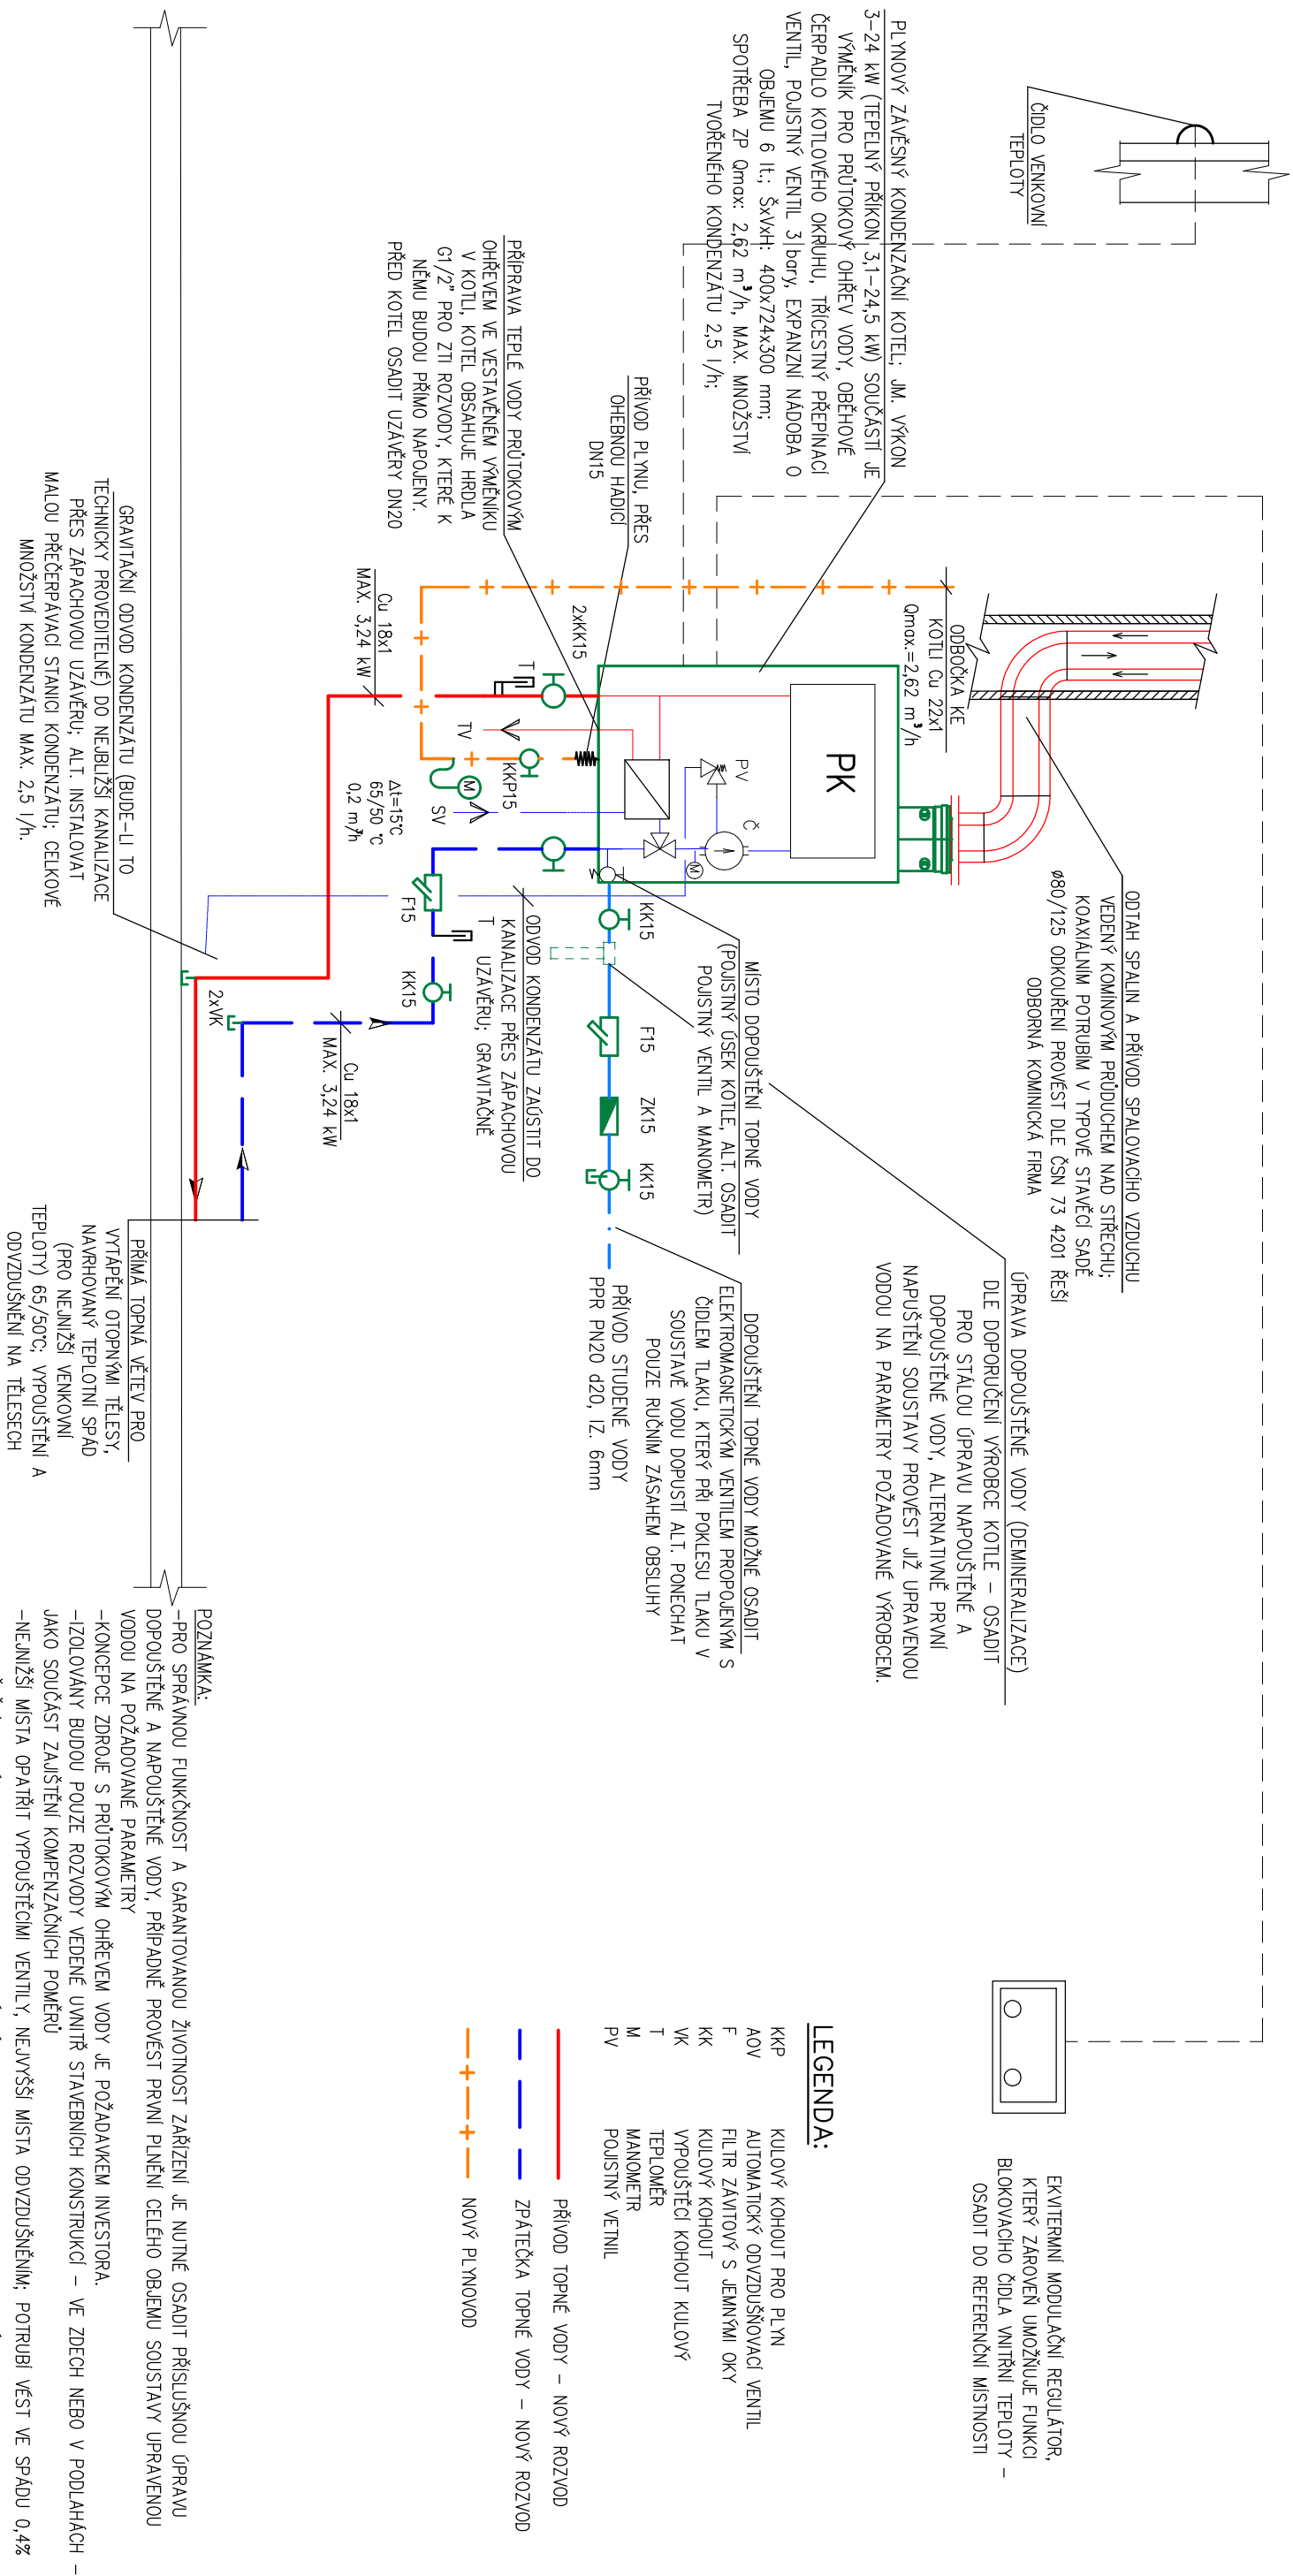 ČIDLO VENKOVNÍ
TEPLOTY
PLYNOVÝ ZÁVĚSNÝ KONDENZAČNÍ KOTEL; JM. VÝKON
3-24 kW (TEPELNÝ PŘÍKON 3,1-24,5 kW) SOUČÁSTÍ JE
VÝMĚNÍK PRO PRŮTOKOVÝ OHŘEV VODY, OBĚHOVÉ
ČERPADLO KOTLOVÉHO OKRUHU, TŘÍCESTNÝ PŘEPÍNACÍ
VENTIL, POJISTNÝ VENTIL 3 bary, EXPANZNÍ NÁDOBA O
OBJEMU 6 lt.; ŠxVxH: 400x724x300 mm;
SPOTŘEBA ZP Qmax: 2,62 m³/h, MAX. MNOŽSTVÍ
TVOŘENÉHO KONDENZÁTU 2,5 l/h;
PŘÍVOD PLYNU, PŘES
OHEBNOU HADICÍ
DN15
PŘÍPRAVA TEPLÉ VODY PRŮTOKOVÝM
OHŘEVEM VE VESTAVĚNÉM VÝMĚNÍKU
V KOTLI, KOTEL OBSAHUJE HRDLA
G1/2" PRO ZTI ROZVODY, KTERÉ K
NĚMU BUDOU PŘÍMO NAPOJENY.
PŘED KOTEL OSADIT UZÁVĚRY DN20
GRAVITAČNÍ ODVOD KONDENZÁTU (BUDE-LI TO
TECHNICKY PROVEDITELNÉ) DO NEJBLIŽŠÍ KANALIZACE
PŘES ZÁPACHOVOU UZÁVĚRU; ALT. INSTALOVAT
MALOU PŘEČERPÁVACÍ STANICI KONDENZÁTU; CELKOVÉ
MNOŽSTVÍ KONDENZÁTU MAX. 2,5 l/h.
ODBOČKA KE
KOTLI Cu 22x1
Qmax.=2,62 m³/h
PK
PV
Č
M
T
2xKK15
Cu 18x1
MAX. 3,24 kW
T
TV
KKP15
M
SV
Δt=15°C
65/50 °C
0,2 m³/h
F15
T
KK15
2xVK
Cu 18x1
MAX. 3,24 kW
KK15
F15
ZK15
KK15
ODVOD KONDENZÁTU ZAÚSTIT DO
KANALIZACE PŘES ZÁPACHOVOU
UZÁVĚRU; GRAVITAČNĚ
MÍSTO DOPOUŠTĚNÍ TOPNÉ VODY
(POJISTNÝ ÚSEK KOTLE, ALT. OSADIT
POJISTNÝ VENTIL A MANOMETR)
ODTAH SPALIN A PŘÍVOD SPALOVACÍHO VZDUCHU
VEDENÝ KOMÍNOVÝM PRŮDUCHEM NAD STŘECHU;
KOAXIÁLNÍM POTRUBÍM V TYPOVÉ STAVĚCÍ SADĚ
ø80/125 ODKOUŘENÍ PROVÉST DLE ČSN 73 4201 ŘEŠÍ
ODBORNÁ KOMINICKÁ FIRMA
ÚPRAVA DOPOUŠTĚNÉ VODY (DEMINERALIZACE)
DLE DOPORUČENÍ VÝROBCE KOTLE - OSADIT
PRO STÁLOU ÚPRAVU NAPOUŠTĚNÉ A
DOPOUŠTĚNÉ VODY, ALTERNATIVNĚ PRVNÍ
NAPUŠTĚNÍ SOUSTAVY PROVÉST JIŽ UPRAVENOU
VODOU NA PARAMETRY POŽADOVANÉ VÝROBCEM.
DOPOUŠTĚNÍ TOPNÉ VODY MOŽNÉ OSADIT
ELEKTROMAGNETICKÝM VENTILEM PROPOJENÝM S
ČIDLEM TLAKU, KTERÝ PŘI POKLESU TLAKU V
SOUSTAVĚ VODU DOPUSTÍ ALT. PONECHAT
POUZE RUČNÍM ZÁSAHEM OBSLUHY
PŘÍVOD STUDENÉ VODY
PPR PN20 d20, IZ. 6mm
PŘÍMÁ TOPNÁ VĚTEV PRO
VYTÁPĚNÍ OTOPNÝMI TĚLESY,
NAVRHOVANÝ TEPLOTNÍ SPÁD
(PRO NEJNIŽŠÍ VENKOVNÍ
TEPLOTY) 65/50°C; VYPOUŠTĚNÍ A
ODVZDUŠNĚNÍ NA TĚLESECH
EKVITERMNÍ MODULAČNÍ REGULÁTOR,
KTERÝ ZÁROVEŇ UMOŽŇUJE FUNKCI
BLOKOVACÍHO ČIDLA VNITŘNÍ TEPLOTY -
OSADIT DO REFERENČNÍ MÍSTNOSTI
LEGENDA:
KKP KULOVÝ KOHOUT PRO PLYN
AOV AUTOMATICKÝ ODVZDUŠŇOVACÍ VENTIL
F FILTR ZÁVITOVÝ S JEMNÝMI OKY
KK KULOVÝ KOHOUT
VK VYPOUŠTĚCÍ KOHOUT KULOVÝ
T TEPLOMĚR
M MANOMETR
PV POJISTNÝ VETNIL
PŘÍVOD TOPNÉ VODY - NOVÝ ROZVOD
ZPÁTEČKA TOPNÉ VODY - NOVÝ ROZVOD
NOVÝ PLYNOVOD
POZNÁMKA:
-PRO SPRÁVNOU FUNKČNOST A GARANTOVANOU ŽIVOTNOST ZAŘÍZENÍ JE NUTNÉ OSADIT PŘÍSLUŠNOU ÚPRAVU
DOPOUŠTĚNÉ A NAPOUŠTĚNÉ VODY, PŘÍPADNĚ PROVÉST PRVNÍ PLNĚNÍ CELÉHO OBJEMU SOUSTAVY UPRAVENOU
VODOU NA POŽADOVANÉ PARAMETRY
-KONCEPCE ZDROJE S PRŮTOKOVÝM OHŘEVEM VODY JE POŽADAVKEM INVESTORA.
-IZOLOVÁNY BUDOU POUZE ROZVODY VEDENÉ UVNITŘ STAVEBNÍCH KONSTRUKCÍ - VE ZDECH NEBO V PODLAHÁCH -
JAKO SOUČÁST ZAJIŠTĚNÍ KOMPENZAČNÍCH POMĚRŮ
-NEJNIŽŠÍ MÍSTA OPATŘIT VYPOUŠTĚCÍMI VENTILY, NEJVYŠŠÍ MÍSTA ODVZDUŠNĚNÍM; POTRUBÍ VÉST VE SPÁDU 0,4%